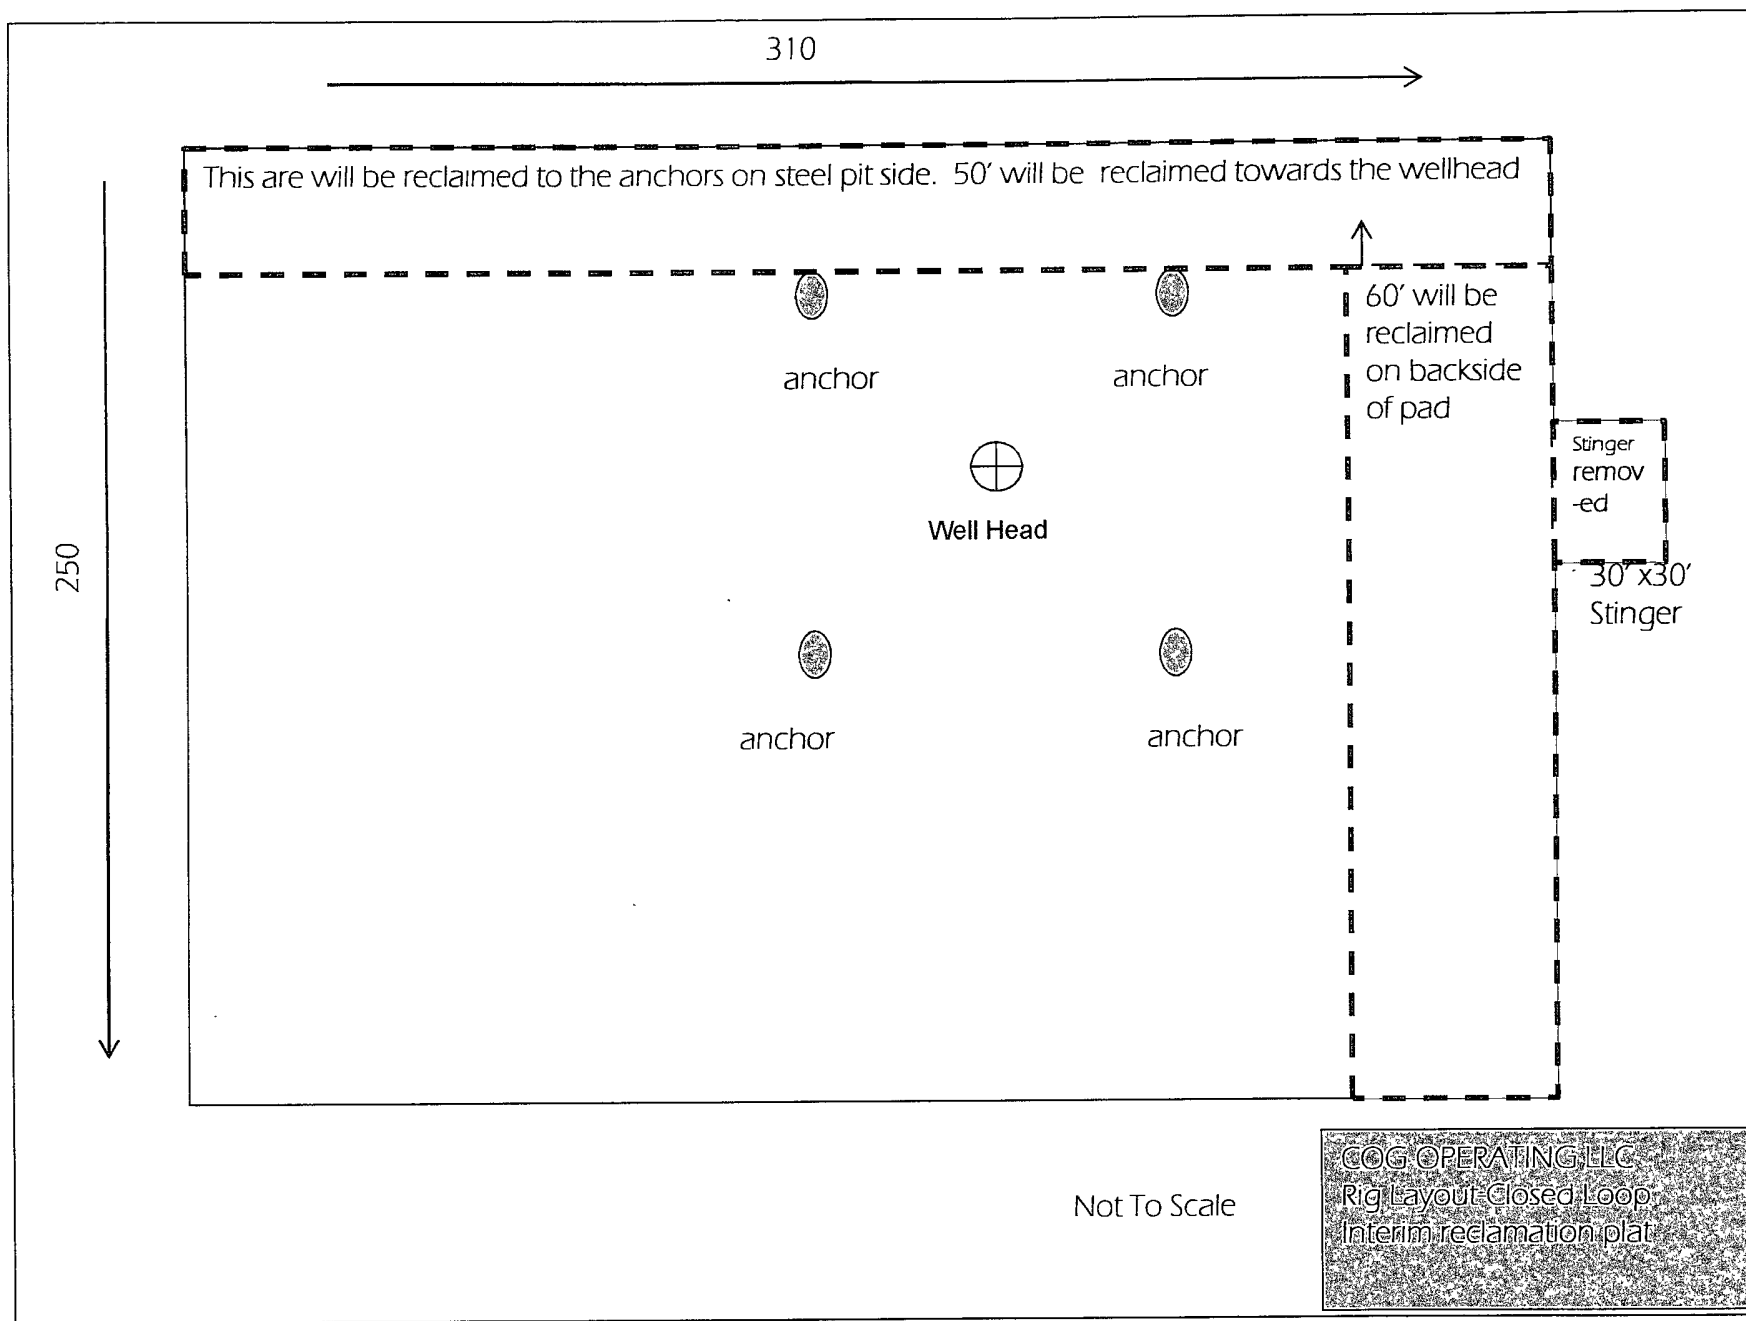 310
This are will be reclaimed to the anchors on steel pit side. 50' will be reclaimed towards the wellhead
60' will be
reclaimed
on backside
of pad
anchor
anchor
Stinger
remov
-ed
Well Head
250
30' x30'
Stinger
anchor
anchor
Not To Scale
COG OPERATING LLC
Rig Layout-Closed Loop
Interim reclamation plat